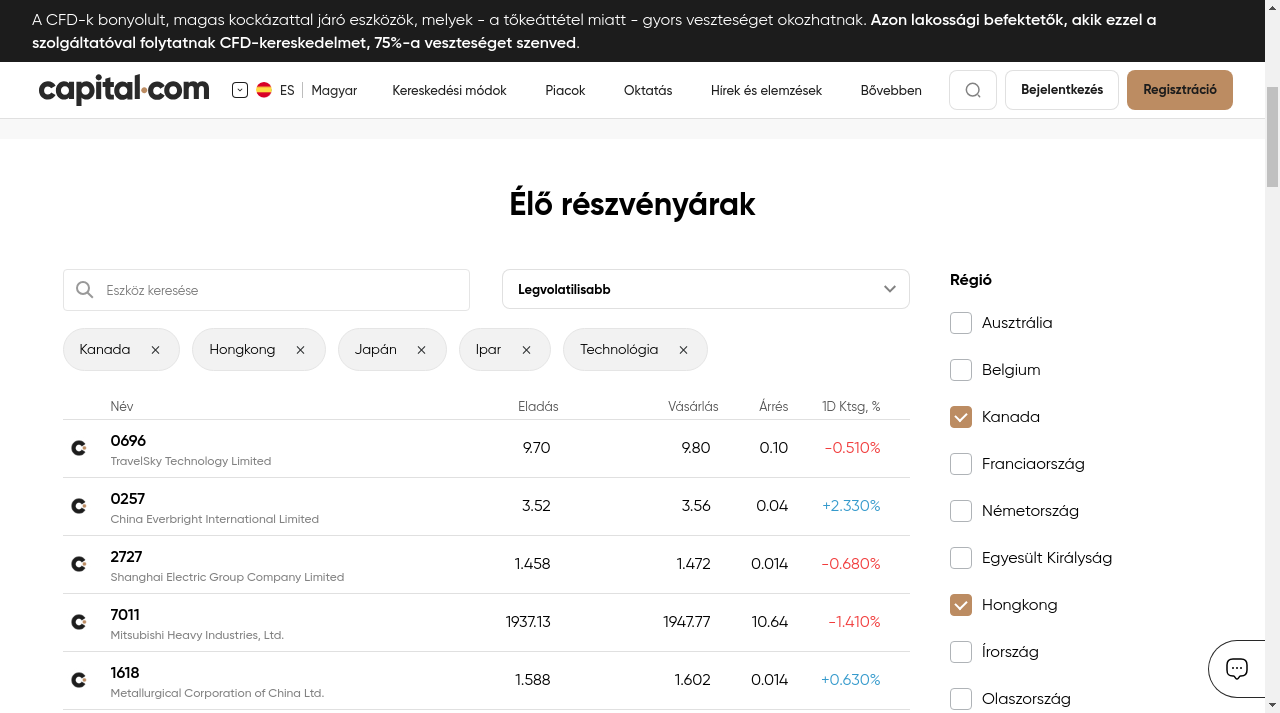 A CFD-k bonyolult, magas kockázattal járó eszközök, melyek - a tőkeáttétel miatt - gyors veszteséget okozhatnak. Azon lakossági befektetők, akik ezzel a
szolgáltatóval folytatnak CFD-kereskedelmet, 75%-a veszteséget szenved.
capital.com
ES
Magyar
Kereskedési módok
Piacok
Oktatás
Hírek és elemzések
Bővebben
Bejelentkezés
Regisztráció
Élő részvényárak
Eszköz keresése
Legvolatilisabb
Kanada
Hongkong
Japán
Ipar
Technológia
Név Eladás Vásárlás Árrés 1D Ktsg, %
0696 9.70 9.80 0.10 -0.510%
TravelSky Technology Limited
0257 3.52 3.56 0.04 +2.330%
China Everbright International Limited
2727 1.458 1.472 0.014 -0.680%
Shanghai Electric Group Company Limited
7011 1937.13 1947.77 10.64 -1.410%
Mitsubishi Heavy Industries, Ltd.
1618 1.588 1.602 0.014 +0.630%
Metallurgical Corporation of China Ltd.
Régió
Ausztrália
Belgium
Kanada
Franciaország
Németország
Egyesült Királyság
Hongkong
Írország
Olaszország